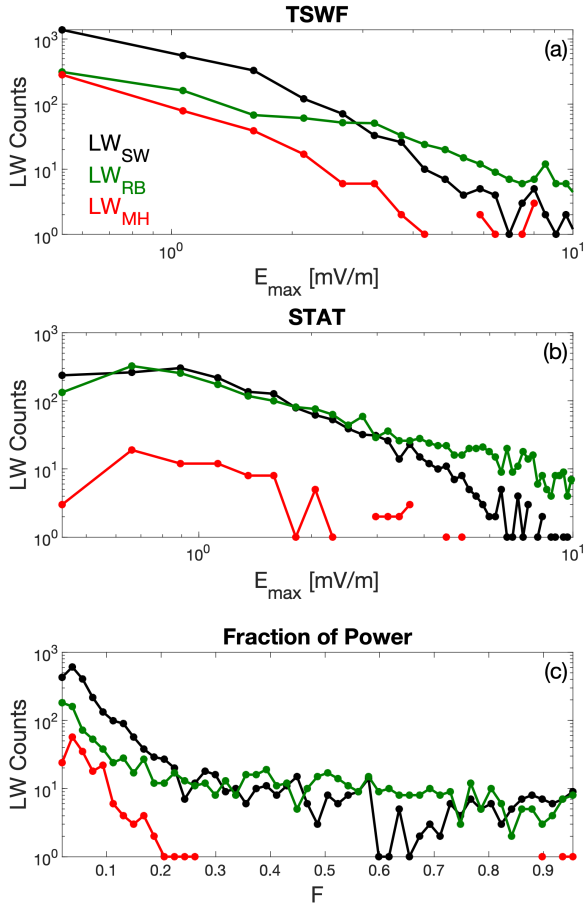 TSWF
(a)
10^3
10^2
10^1
10^0
LW Counts
LW_SW
LW_RB
LW_MH
10^0
10^1
E_max [mV/m]
STAT
(b)
10^3
10^2
10^1
10^0
LW Counts
10^0
10^1
E_max [mV/m]
Fraction of Power
(c)
10^3
10^2
10^1
10^0
LW Counts
0.1 0.2 0.3 0.4 0.5 0.6 0.7 0.8 0.9
F